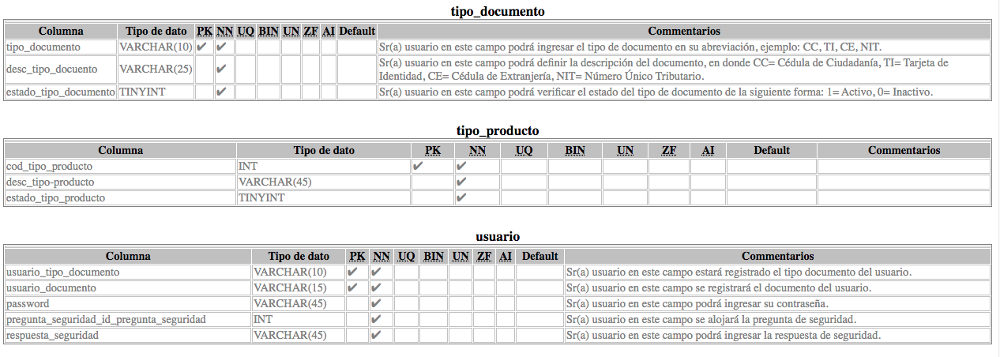 tipo_documento
Columna Tipo de dato PK NN UQ BIN UN ZF AI Default Commentarios
tipo_documento VARCHAR(10) ✔ ✔ Sr(a) usuario en este campo podrá ingresar el tipo de documento en su abreviación, ejemplo: CC, TI, CE, NIT.
desc_tipo_docuento VARCHAR(25) ✔ Sr(a) usuario en este campo podrá definir la descripción del documento, en donde CC= Cédula de Ciudadanía, TI= Tarjeta de
Identidad, CE= Cédula de Extranjería, NIT= Número Único Tributario.
estado_tipo_documento TINYINT ✔ Sr(a) usuario en este campo podrá verificar el estado del tipo de documento de la siguiente forma: 1= Activo, 0= Inactivo.
tipo_producto
Columna Tipo de dato PK NN UQ BIN UN ZF AI Default Commentarios
cod_tipo_producto INT ✔ ✔
desc_tipo-producto VARCHAR(45) ✔
estado_tipo_producto TINYINT ✔
usuario
Columna Tipo de dato PK NN UQ BIN UN ZF AI Default Commentarios
usuario_tipo_documento VARCHAR(10) ✔ ✔ Sr(a) usuario en este campo estará registrado el tipo documento del usuario.
usuario_documento VARCHAR(15) ✔ ✔ Sr(a) usuario en este campo se registrará el documento del usuario.
password VARCHAR(45) ✔ Sr(a) usuario en este campo podrá ingresar su contraseña.
pregunta_seguridad_id_pregunta_seguridad INT ✔ Sr(a) usuario en este campo se alojará la pregunta de seguridad.
respuesta_seguridad VARCHAR(45) ✔ Sr(a) usuario en este campo podrá ingresar la respuesta de seguridad.